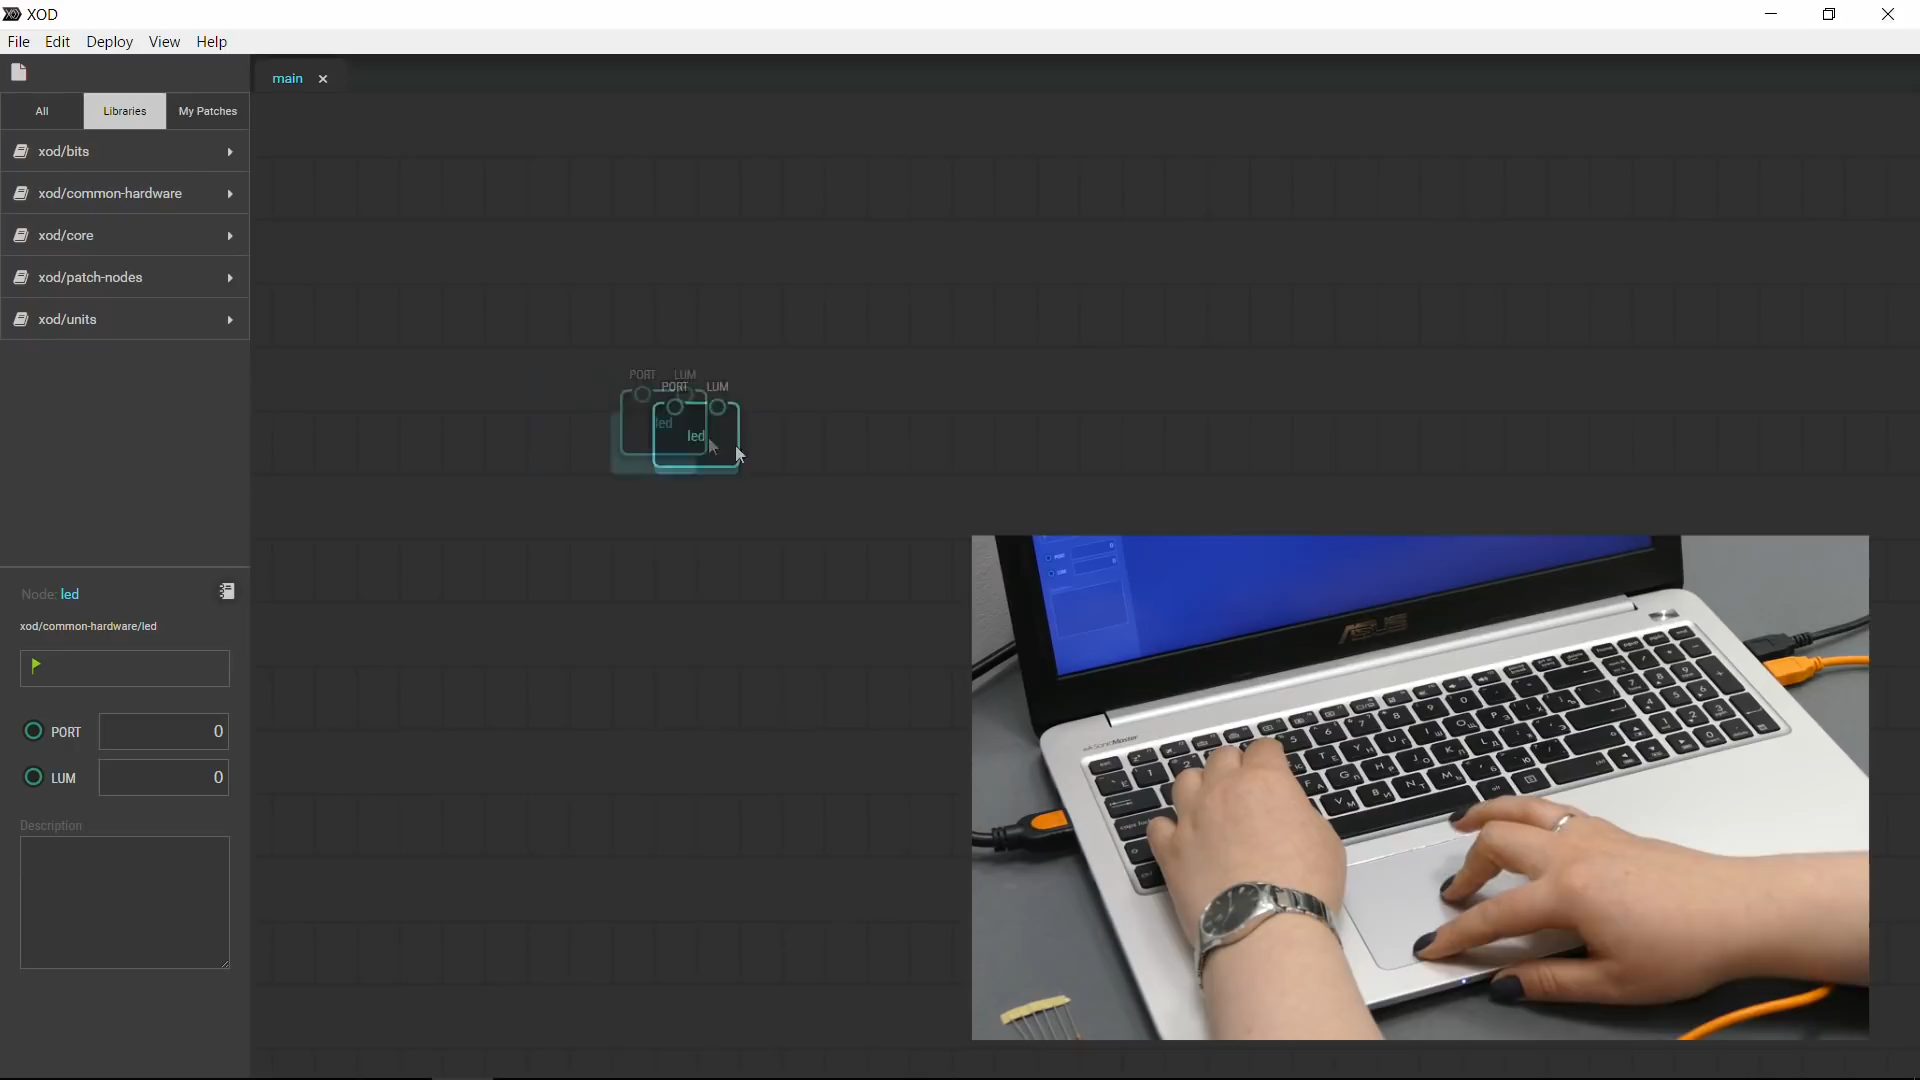 XOD
File Edit Deploy View Help
main
All Libraries My Patches
xod/bits
xod/common-hardware
xod/core
xod/patch-nodes
xod/units
PORT LUM
PORT LUM
led
led
Node: led
xod/common-hardware/led
PORT 0
LUM 0
Description
ASUS
SonicMaster